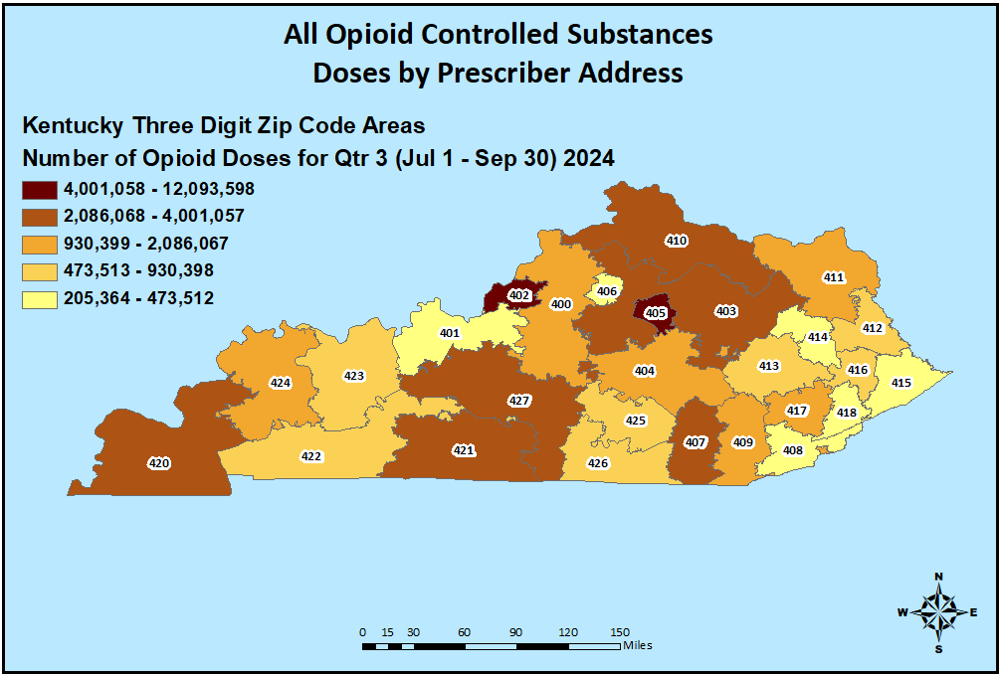 All Opioid Controlled Substances
Doses by Prescriber Address
Kentucky Three Digit Zip Code Areas
Number of Opioid Doses for Qtr 3 (Jul 1 - Sep 30) 2024
4,001,058 - 12,093,598
2,086,068 - 4,001,057
930,399 - 2,086,067
473,513 - 930,398
205,364 - 473,512
410
411
406
402
400
405
403
401
414
412
413
416
404
423
424
415
427
417
418
425
407
409
421
408
422
426
420
N
W E
S
0 15 30 60 90 120 150
Miles